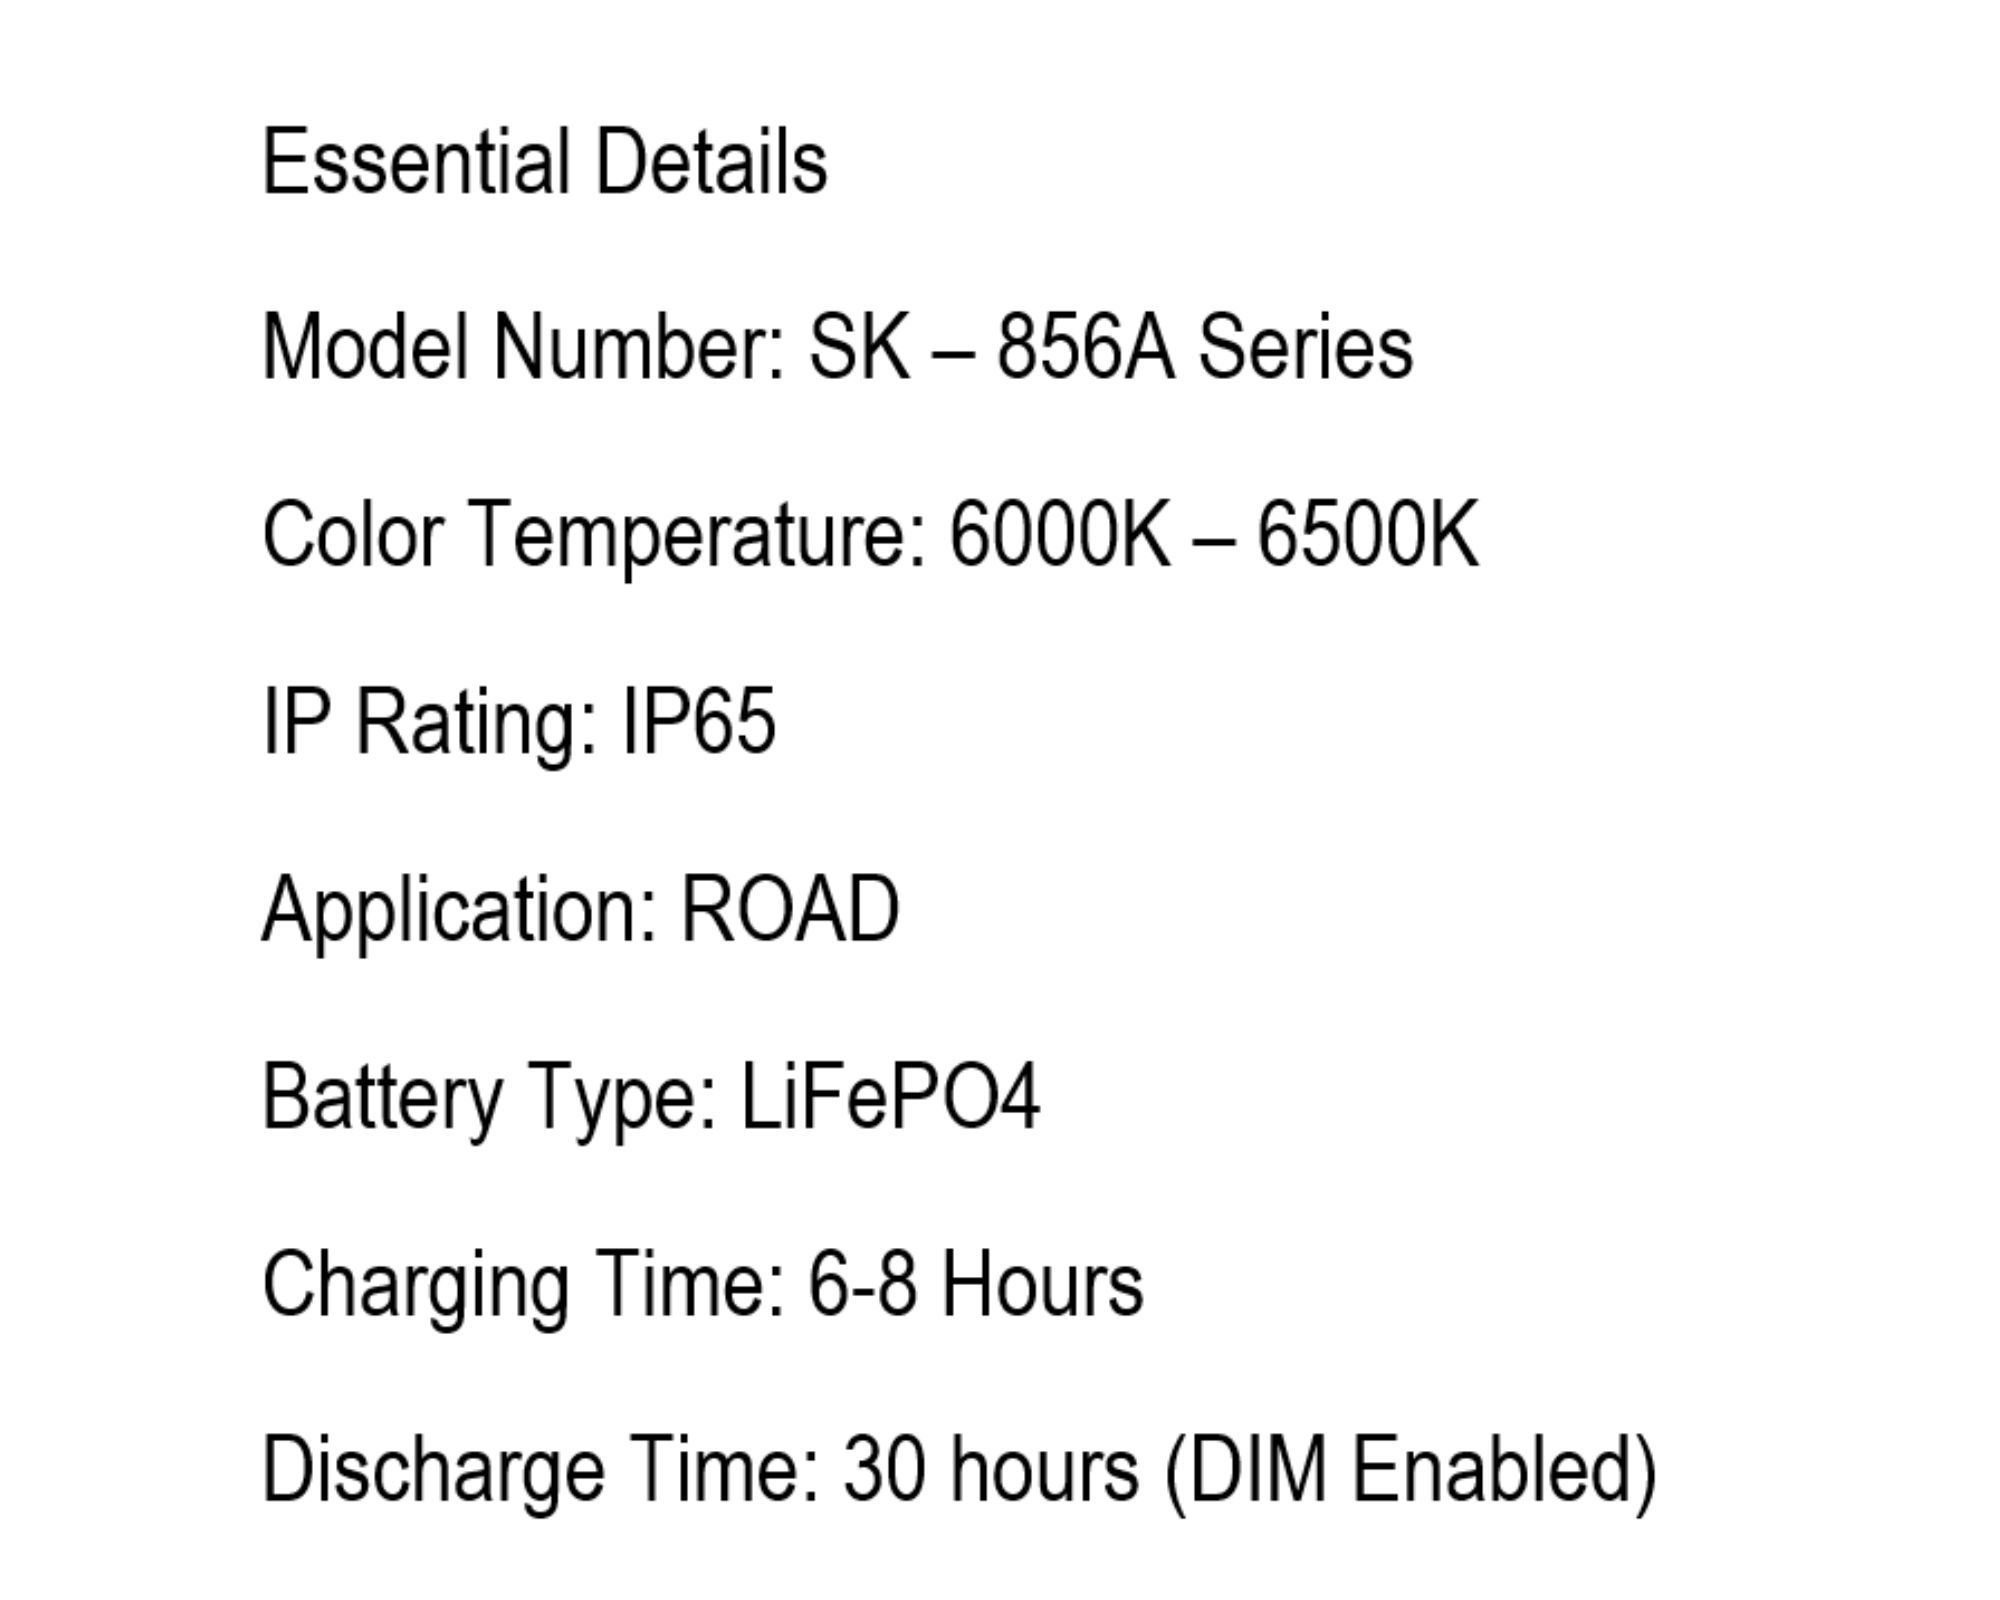 Essential Details
Model Number: SK – 856A Series
Color Temperature: 6000K – 6500K
IP Rating: IP65
Application: ROAD
Battery Type: LiFePO4
Charging Time: 6-8 Hours
Discharge Time: 30 hours (DIM Enabled)